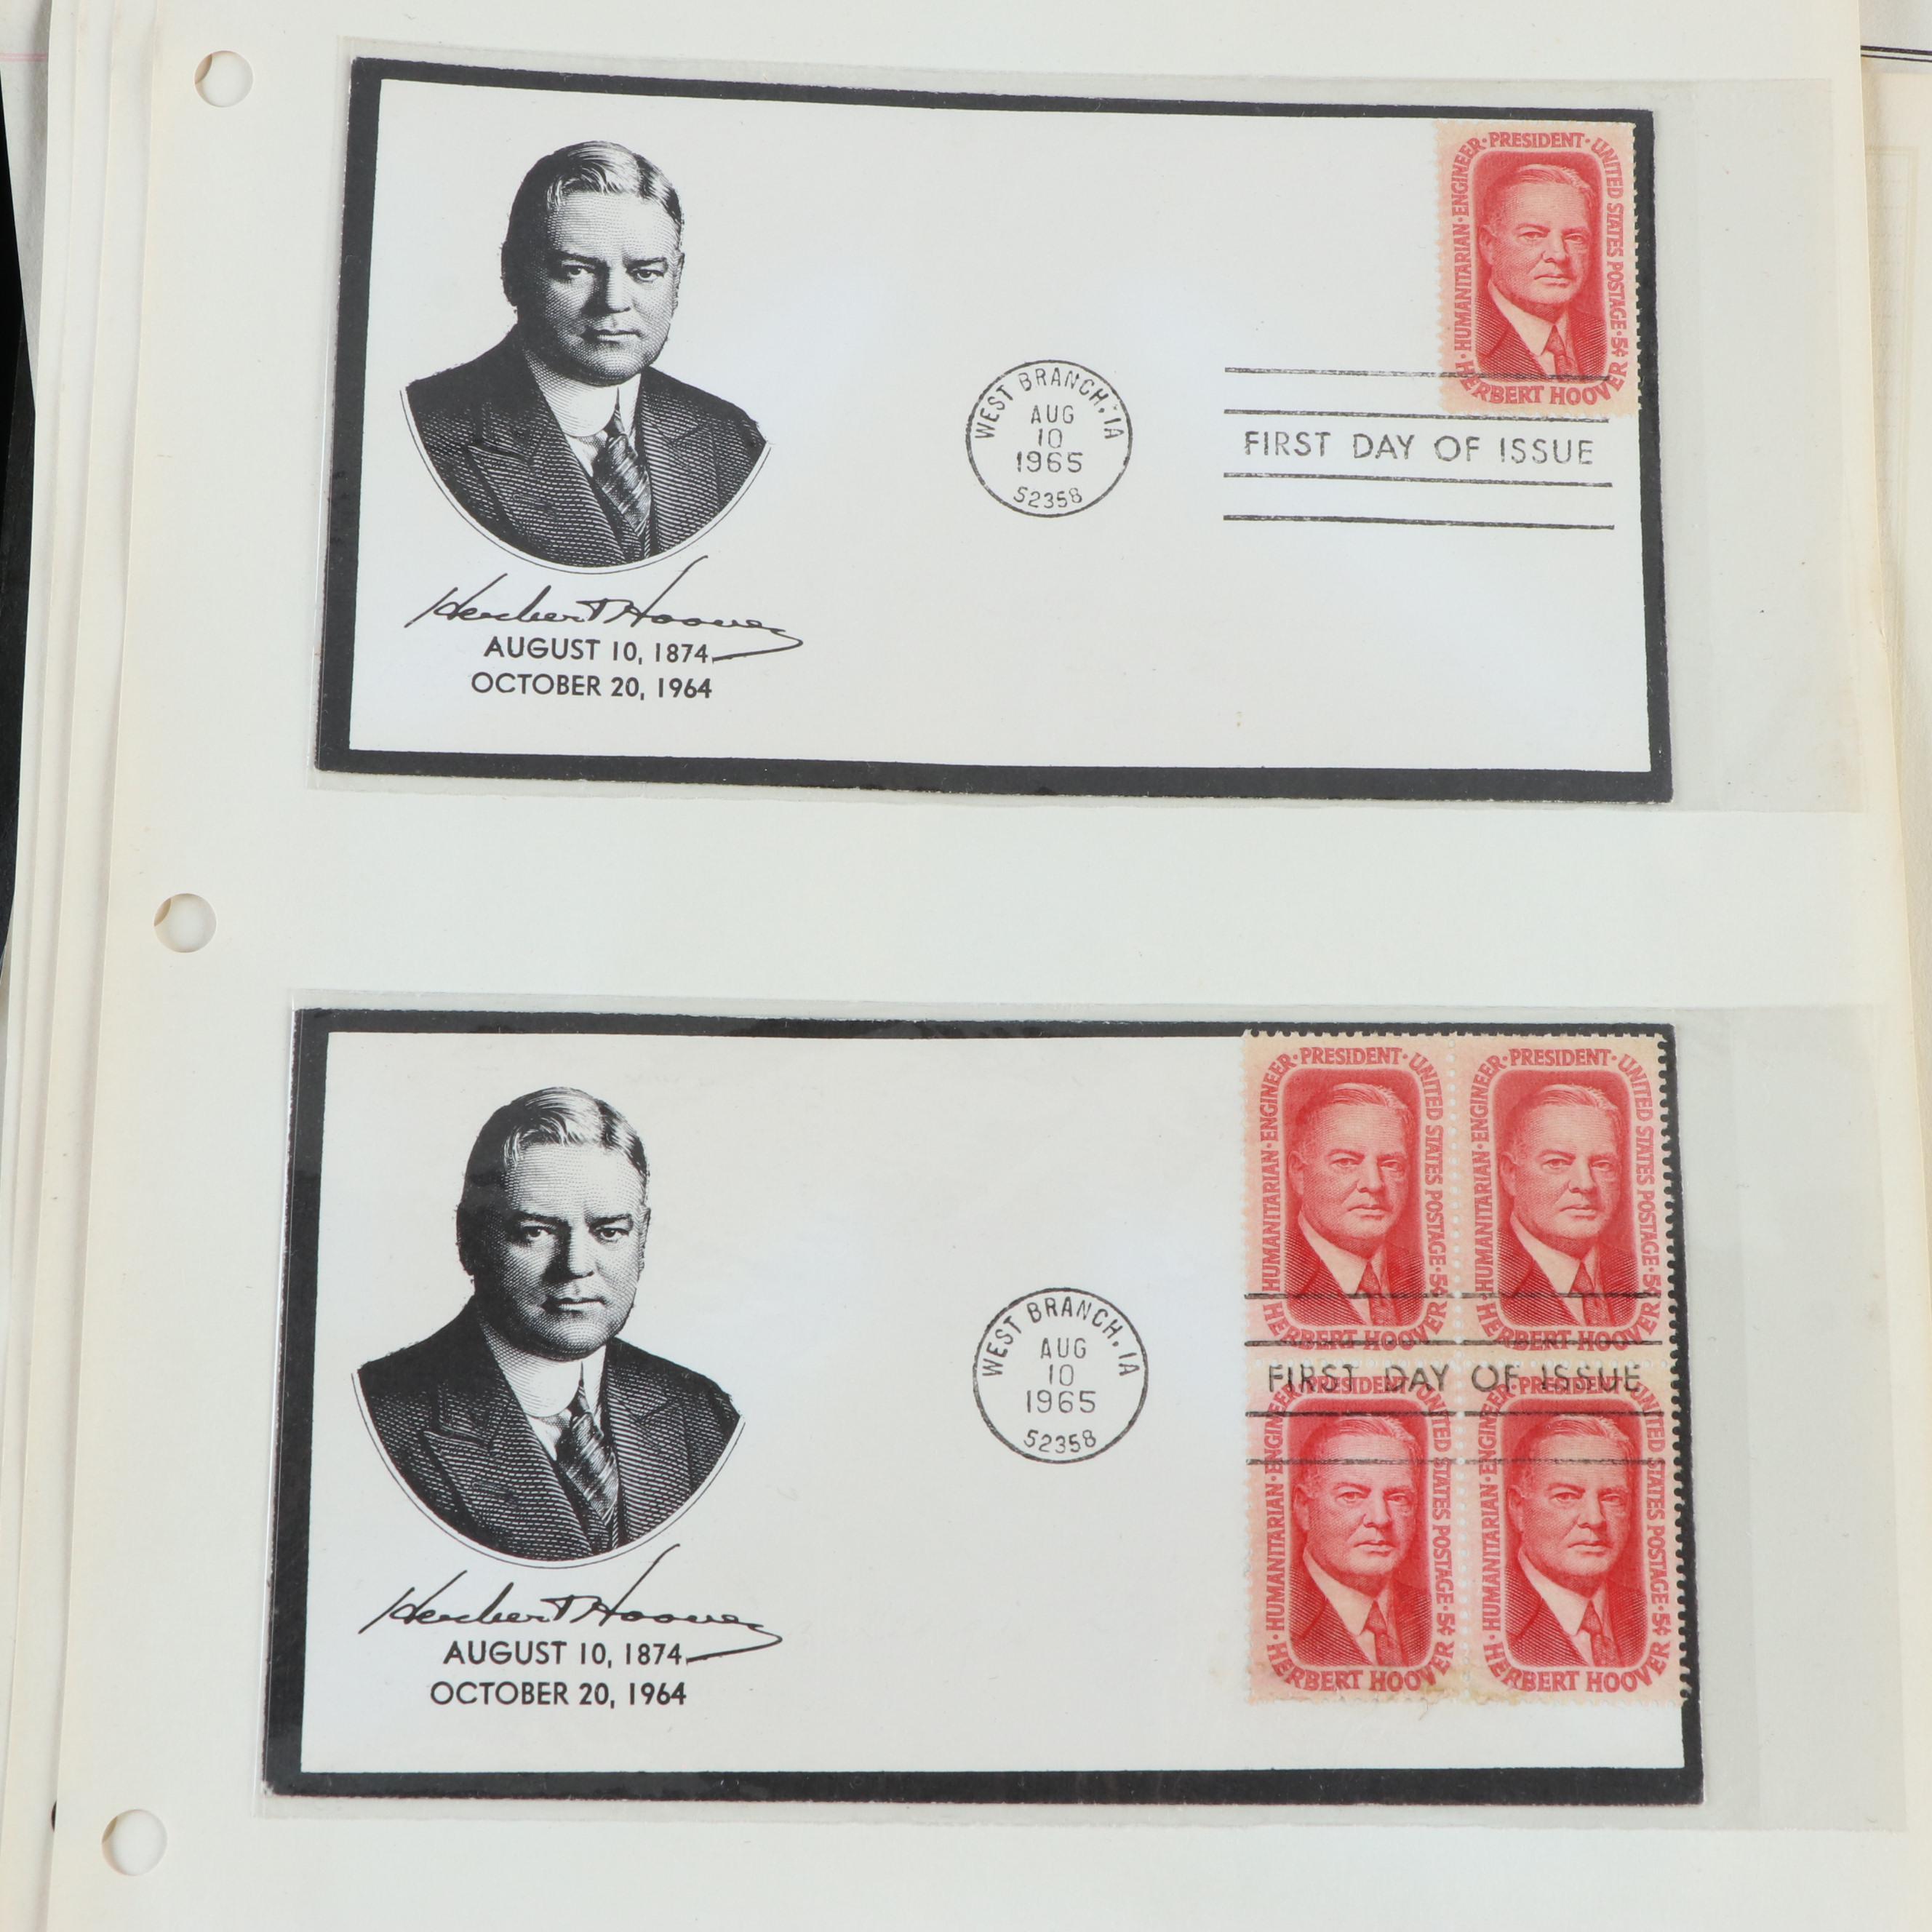 HUMANITARIAN·ENGINEER·PRESIDENT·UNITED STATES POSTAGE·5¢
HERBERT HOOVER
WEST BRANCH, IA
AUG
10
1965
52358
FIRST DAY OF ISSUE
Herbert Hoover
AUGUST 10, 1874
OCTOBER 20, 1964
HUMANITARIAN·ENGINEER·PRESIDENT·UNITED STATES POSTAGE·5¢
HERBERT HOOVER
HUMANITARIAN·ENGINEER·PRESIDENT·UNITED STATES POSTAGE·5¢
HERBERT HOOVER
WEST BRANCH, IA
AUG
10
1965
52358
FIRST DAY OF ISSUE
HUMANITARIAN·ENGINEER·PRESIDENT·UNITED STATES POSTAGE·5¢
HERBERT HOOVER
HUMANITARIAN·ENGINEER·PRESIDENT·UNITED STATES POSTAGE·5¢
HERBERT HOOVER
Herbert Hoover
AUGUST 10, 1874
OCTOBER 20, 1964